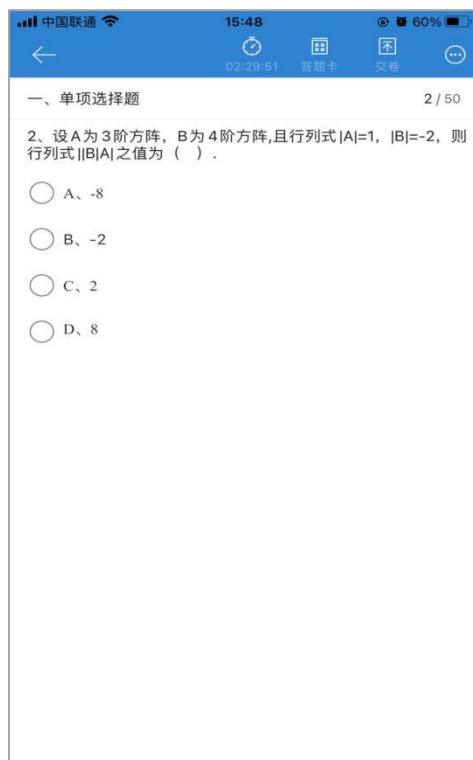 中国联通 15:48 60%
02:29:51 答题卡 交卷
一、单项选择题 2 / 50
2、设A为3阶方阵，B为4阶方阵,且行列式|A|=1，|B|=-2，则
行列式||B|A|之值为（ ）.
A、-8
B、-2
C、2
D、8